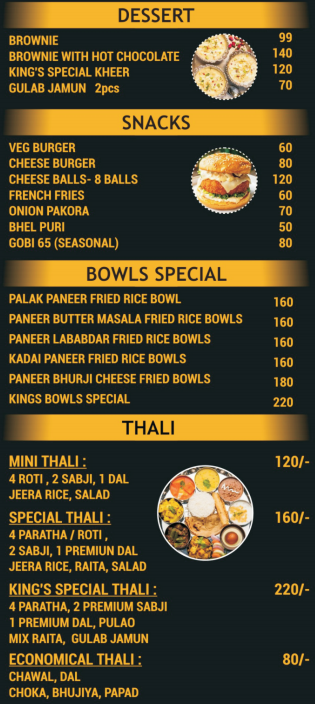 DESSERT
BROWNIE 99
BROWNIE WITH HOT CHOCOLATE 140
KING'S SPECIAL KHEER 120
GULAB JAMUN 2pcs 70
SNACKS
VEG BURGER 60
CHEESE BURGER 80
CHEESE BALLS- 8 BALLS 120
FRENCH FRIES 60
ONION PAKORA 70
BHEL PURI 50
GOBI 65 (SEASONAL) 80
BOWLS SPECIAL
PALAK PANEER FRIED RICE BOWL 160
PANEER BUTTER MASALA FRIED RICE BOWLS 160
PANEER LABABDAR FRIED RICE BOWLS 160
KADAI PANEER FRIED RICE BOWLS 160
PANEER BHURJI CHEESE FRIED BOWLS 180
KINGS BOWLS SPECIAL 220
THALI
MINI THALI : 120/-
4 ROTI , 2 SABJI, 1 DAL
JEERA RICE, SALAD
SPECIAL THALI : 160/-
4 PARATHA / ROTI ,
2 SABJI, 1 PREMIUN DAL
JEERA RICE, RAITA, SALAD
KING'S SPECIAL THALI : 220/-
4 PARATHA, 2 PREMIUM SABJI
1 PREMIUM DAL, PULAO
MIX RAITA, GULAB JAMUN
ECONOMICAL THALI : 80/-
CHAWAL, DAL
CHOKA, BHUJIYA, PAPAD